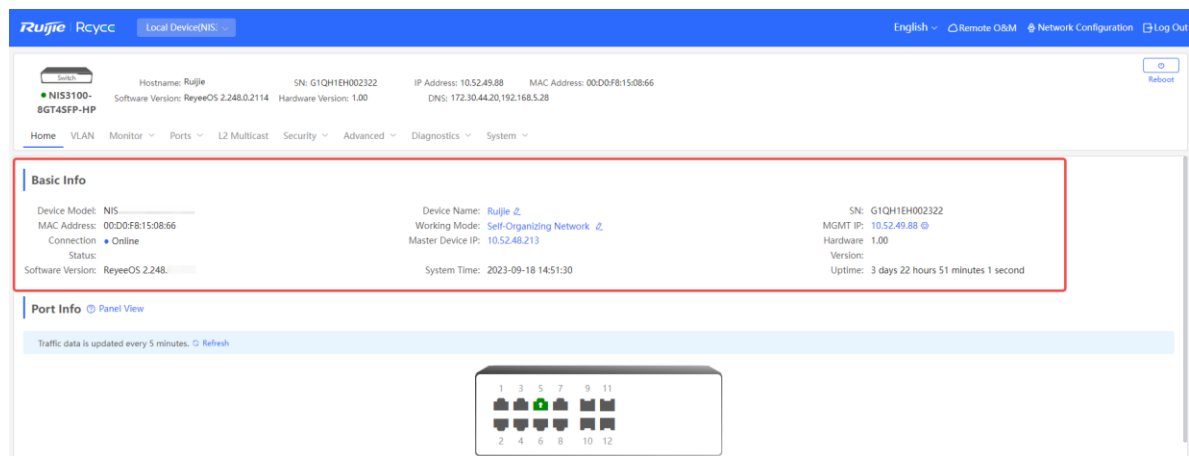 Ruijie Rcycc Local Device(NIS: English Remote O&M Network Configuration Log Out
Switch
NIS3100-8GT4SFP-HP
Hostname: Ruijie SN: G1QH1EH002322 IP Address: 10.52.49.88 MAC Address: 00:D0:F8:15:08:66
Software Version: ReyeeOS 2.248.0.2114 Hardware Version: 1.00 DNS: 172.30.44.20,192.168.5.28
Reboot
Home VLAN Monitor Ports L2 Multicast Security Advanced Diagnostics System
Basic Info
Device Model: NIS Device Name: Ruijie SN: G1QH1EH002322
MAC Address: 00:D0:F8:15:08:66 Working Mode: Self-Organizing Network MGMT IP: 10.52.49.88
Connection Status: Online Master Device IP: 10.52.48.213 Hardware Version: 1.00
Software Version: ReyeeOS 2.248. System Time: 2023-09-18 14:51:30 Uptime: 3 days 22 hours 51 minutes 1 second
Port Info Panel View
Traffic data is updated every 5 minutes. Refresh
1 3 5 7 9 11
2 4 6 8 10 12